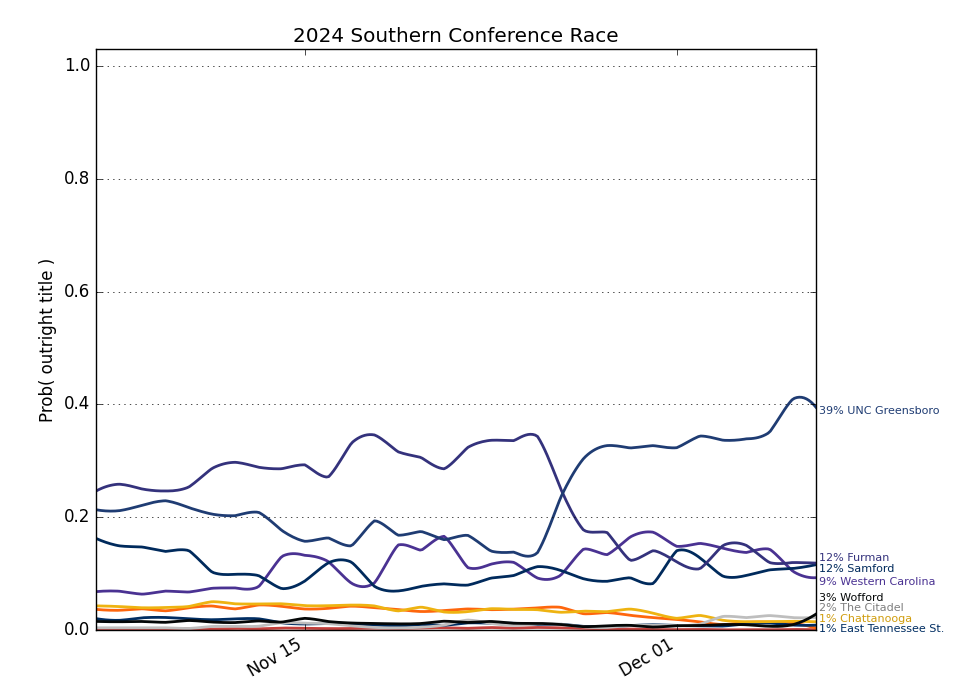 2024 Southern Conference Race
Prob( outright title )
1.0
0.8
0.6
0.4
0.2
0.0
Nov 15
Dec 01
39% UNC Greensboro
12% Furman
12% Samford
9% Western Carolina
3% Wofford
2% The Citadel
1% Chattanooga
1% East Tennessee St.